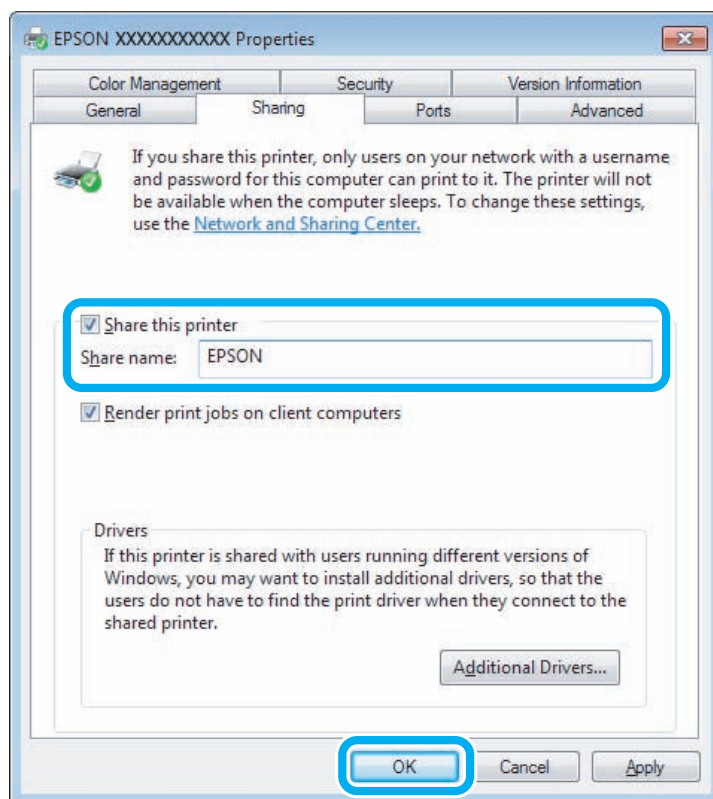 EPSON XXXXXXXXXXX Properties
Color Management Security Version Information
General Sharing Ports Advanced
If you share this printer, only users on your network with a username
and password for this computer can print to it. The printer will not
be available when the computer sleeps. To change these settings,
use the Network and Sharing Center.
Share this printer
Share name: EPSON
Render print jobs on client computers
Drivers
If this printer is shared with users running different versions of
Windows, you may want to install additional drivers, so that the
users do not have to find the print driver when they connect to the
shared printer.
Additional Drivers...
OK Cancel Apply